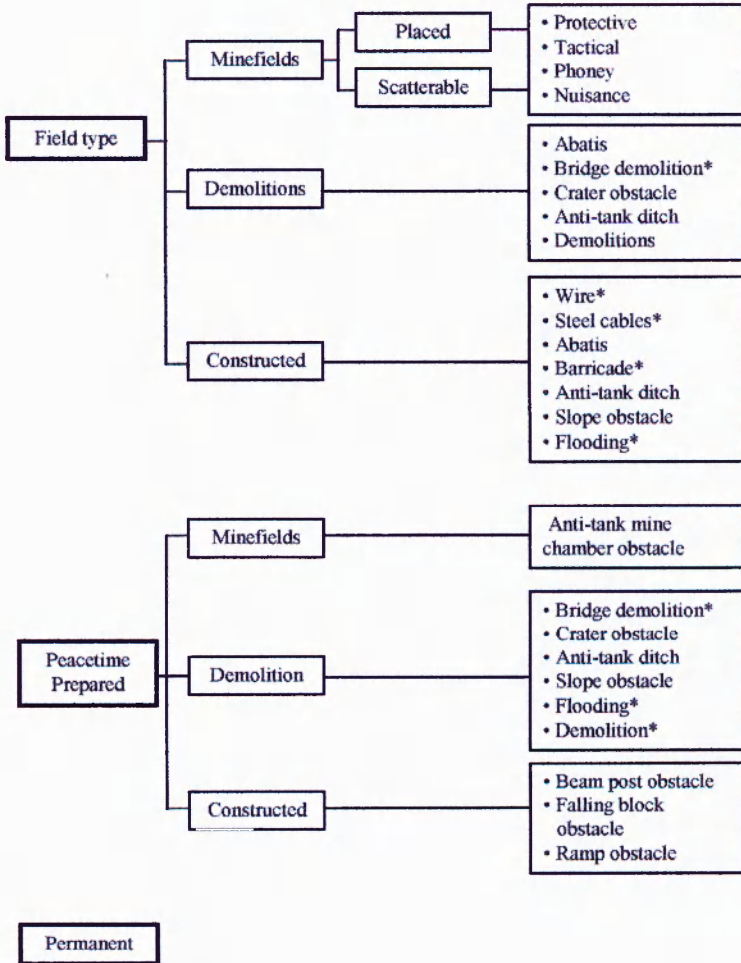 Placed
Scatterable
Minefields
• Protective
• Tactical
• Phoney
• Nuisance
Field type
Demolitions
• Abatis
• Bridge demolition*
• Crater obstacle
• Anti-tank ditch
• Demolitions
Constructed
• Wire*
• Steel cables*
• Abatis
• Barricade*
• Anti-tank ditch
• Slope obstacle
• Flooding*
Minefields
Anti-tank mine
chamber obstacle
Peacetime
Prepared
Demolition
• Bridge demolition*
• Crater obstacle
• Anti-tank ditch
• Slope obstacle
• Flooding*
• Demolition*
Constructed
• Beam post obstacle
• Falling block
obstacle
• Ramp obstacle
Permanent